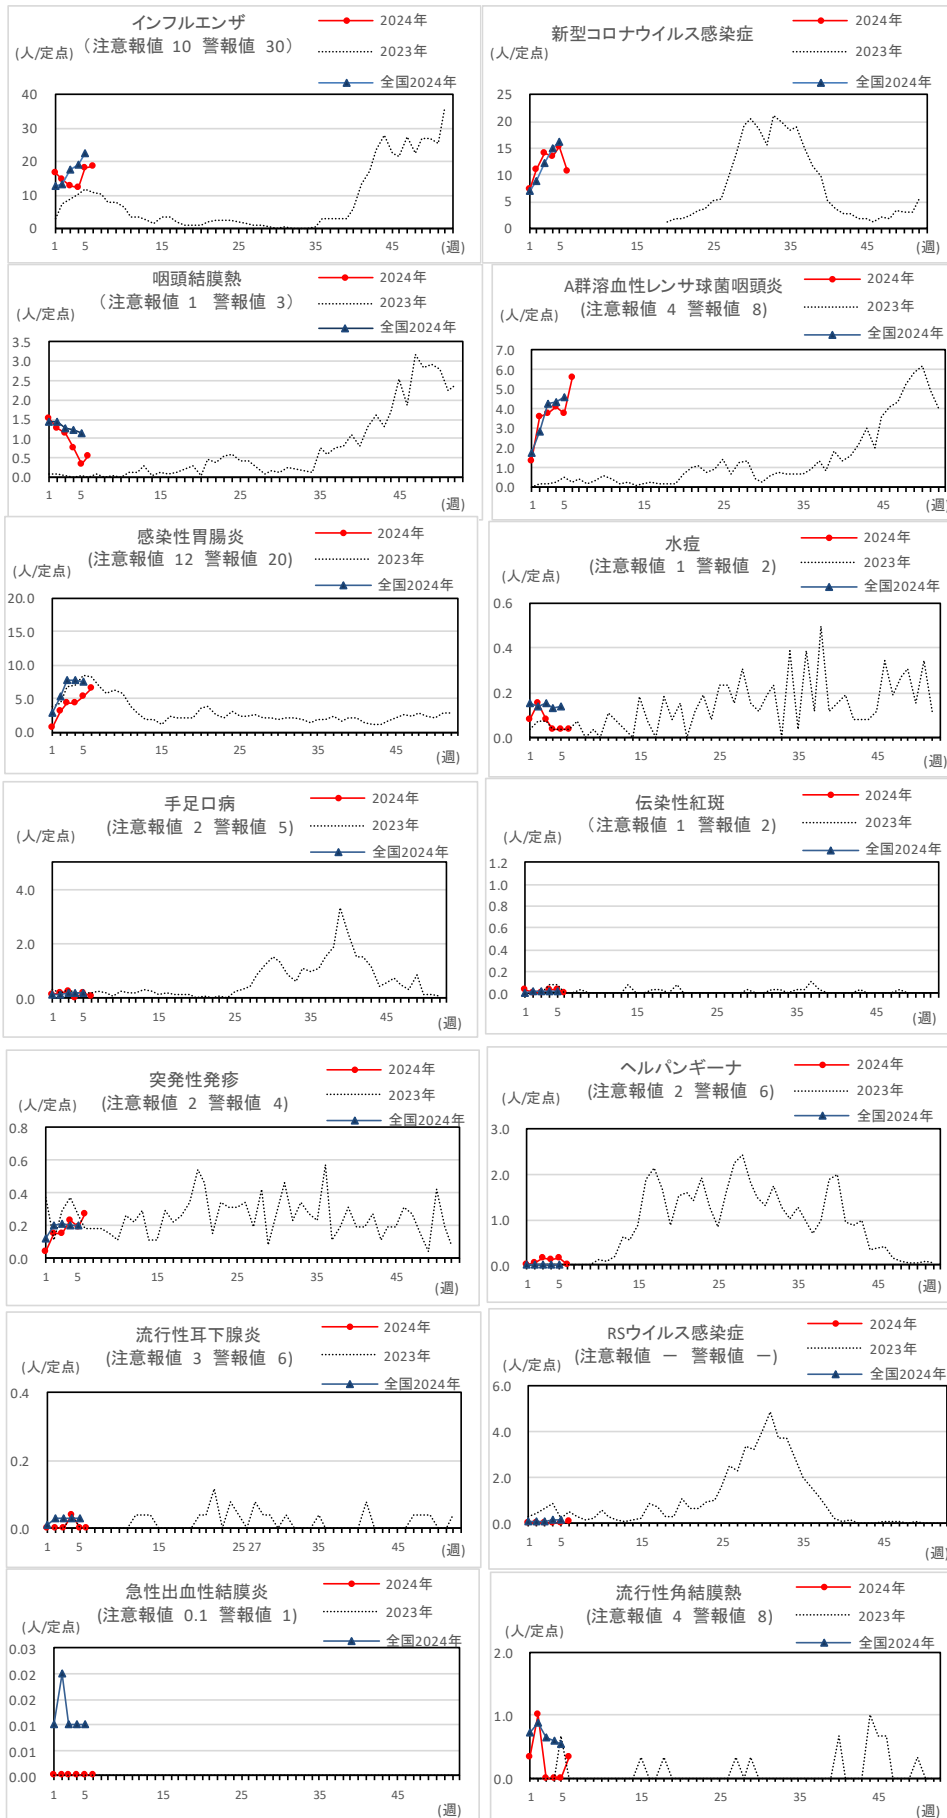 インフルエンザ
（注意報値 10 警報値 30）
(人/定点)
2024年
2023年
全国2024年
40
30
20
10
0
1 5 15 25 35 45 (週)
新型コロナウイルス感染症
(人/定点)
2024年
2023年
全国2024年
25
20
15
10
5
0
1 5 15 25 35 45 (週)
咽頭結膜熱
（注意報値 1 警報値 3）
(人/定点)
2024年
2023年
全国2024年
3.5
3.0
2.5
2.0
1.5
1.0
0.5
0.0
1 5 15 25 35 45 (週)
A群溶血性レンサ球菌咽頭炎
(注意報値 4 警報値 8)
(人/定点)
2024年
2023年
全国2024年
7.0
6.0
5.0
4.0
3.0
2.0
1.0
0.0
1 5 15 25 35 45 (週)
感染性胃腸炎
(注意報値 12 警報値 20)
(人/定点)
2024年
2023年
全国2024年
20.0
15.0
10.0
5.0
0.0
1 5 15 25 35 45 (週)
水痘
(注意報値 1 警報値 2)
(人/定点)
2024年
2023年
全国2024年
0.6
0.4
0.2
0.0
1 5 15 25 35 45 (週)
手足口病
(注意報値 2 警報値 5)
(人/定点)
2024年
2023年
全国2024年
4.0
2.0
0.0
1 5 15 25 35 45 (週)
伝染性紅斑
（注意報値 1 警報値 2）
(人/定点)
2024年
2023年
全国2024年
1.2
1.0
0.8
0.6
0.4
0.2
0.0
1 5 15 25 35 45 (週)
突発性発疹
(注意報値 2 警報値 4)
(人/定点)
2024年
2023年
全国2024年
0.8
0.6
0.4
0.2
0.0
1 5 15 25 35 45 (週)
ヘルパンギーナ
(注意報値 2 警報値 6)
(人/定点)
2024年
2023年
全国2024年
3.0
2.0
1.0
0.0
1 5 15 25 35 45 (週)
流行性耳下腺炎
(注意報値 3 警報値 6)
(人/定点)
2024年
2023年
全国2024年
0.4
0.2
0.0
1 5 15 25 27 35 45 (週)
RSウイルス感染症
(注意報値 ー 警報値 ー)
(人/定点)
2024年
2023年
全国2024年
6.0
4.0
2.0
0.0
1 5 15 25 35 45 (週)
急性出血性結膜炎
(注意報値 0.1 警報値 1)
(人/定点)
2024年
2023年
全国2024年
0.03
0.02
0.02
0.01
0.01
0.00
1 5 15 25 35 45 (週)
流行性角結膜熱
(注意報値 4 警報値 8)
(人/定点)
2024年
2023年
全国2024年
2.0
1.0
0.0
1 5 15 25 35 45 (週)